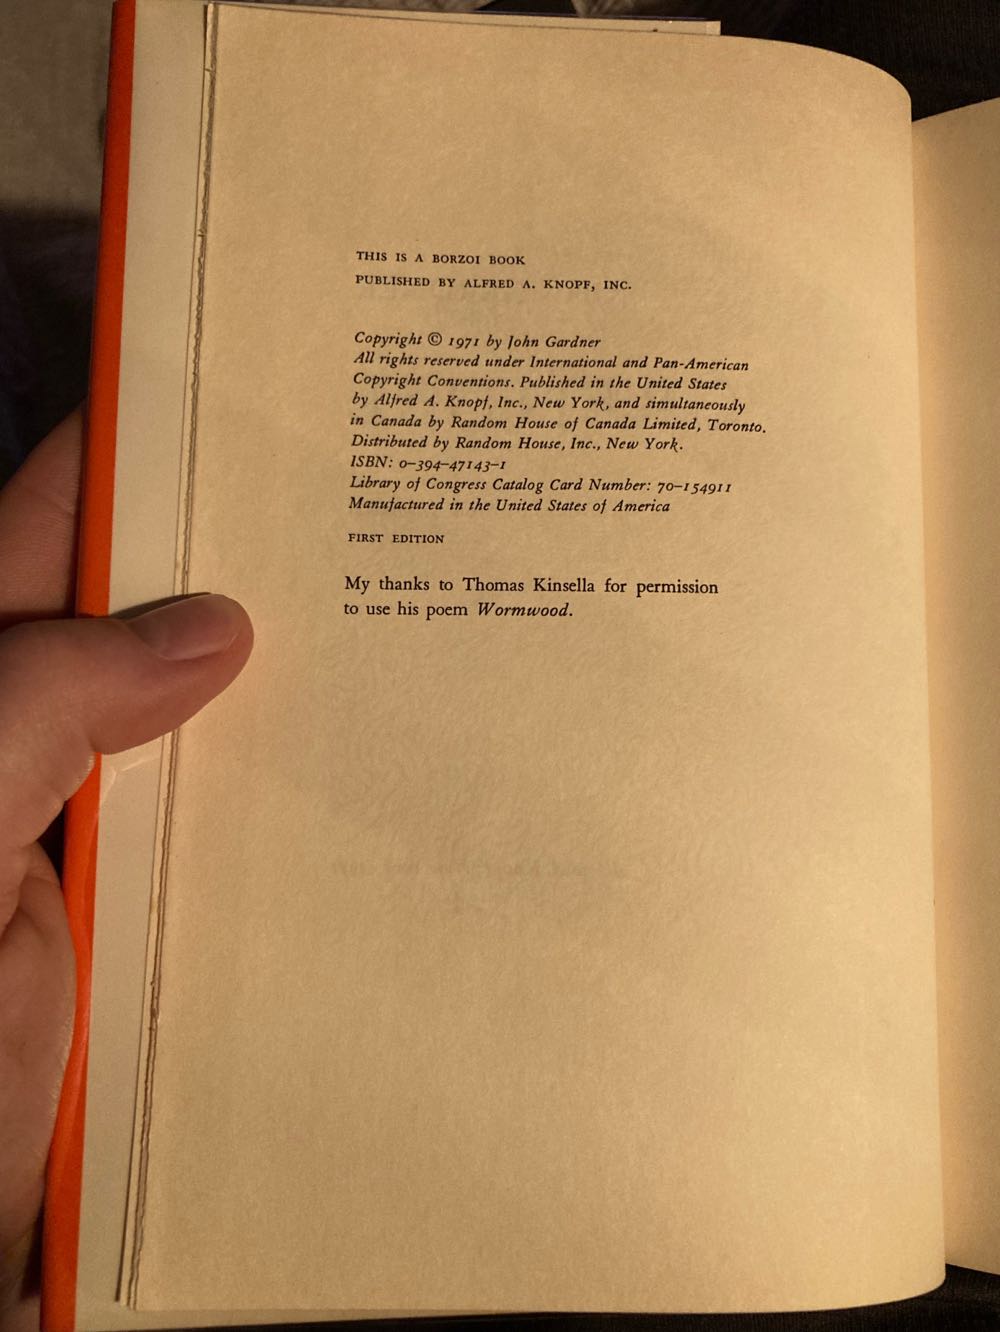 THIS IS A BORZOI BOOK
PUBLISHED BY ALFRED A. KNOPF, INC.
Copyright © 1971 by John Gardner
All rights reserved under International and Pan-American
Copyright Conventions. Published in the United States
by Alfred A. Knopf, Inc., New York, and simultaneously
in Canada by Random House of Canada Limited, Toronto.
Distributed by Random House, Inc., New York.
ISBN: 0-394-47143-1
Library of Congress Catalog Card Number: 70-154911
Manufactured in the United States of America
FIRST EDITION
My thanks to Thomas Kinsella for permission
to use his poem Wormwood.